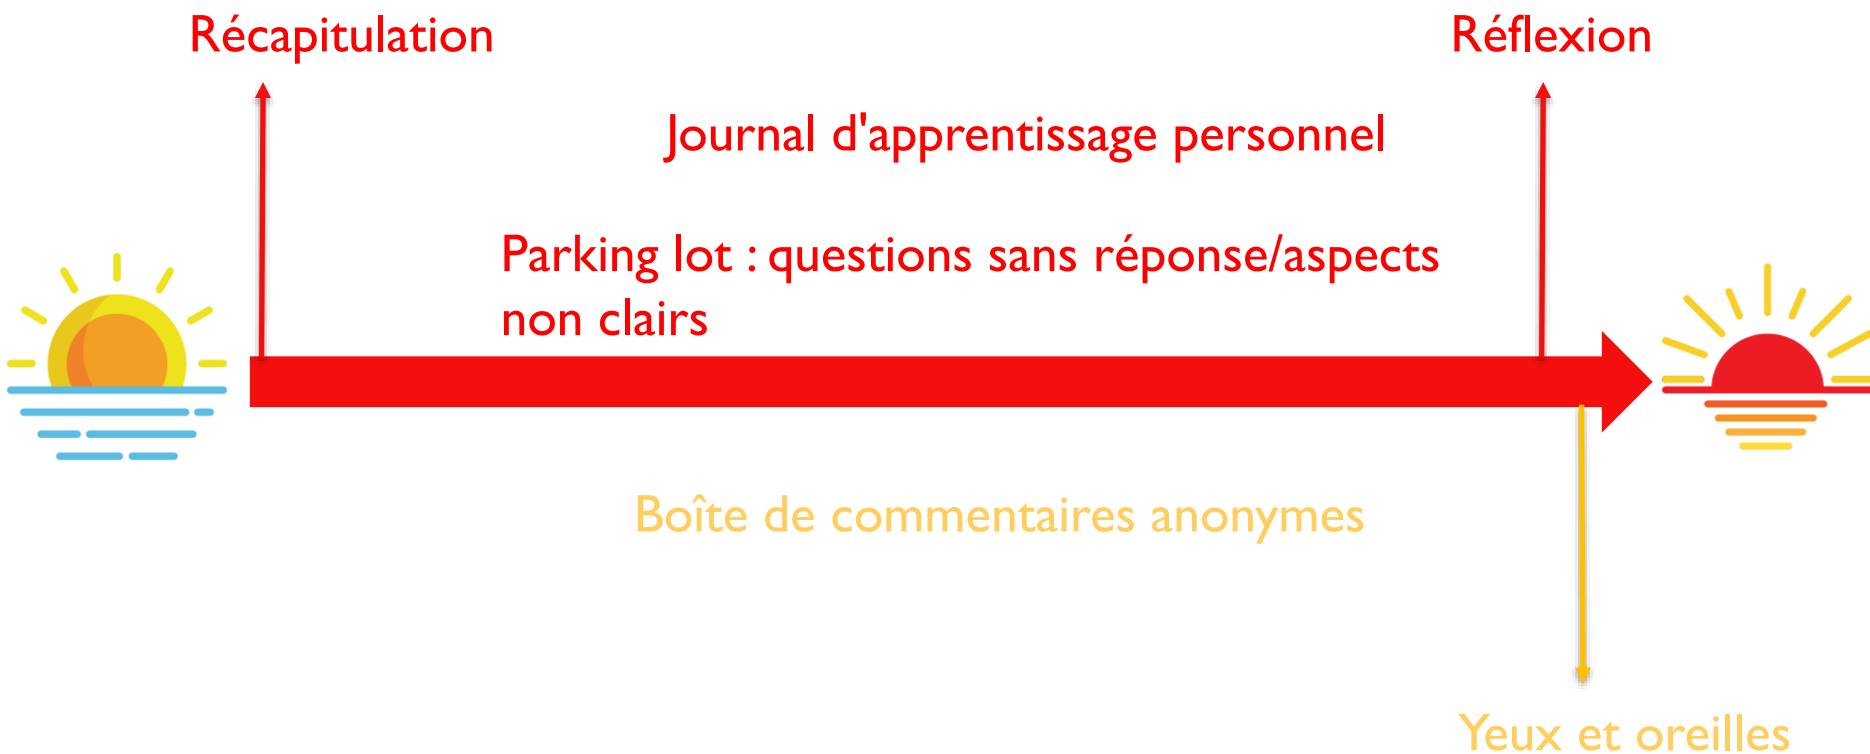 Récapitulation
Réflexion
Journal d'apprentissage personnel
Parking lot : questions sans réponse/aspects
non clairs
Boîte de commentaires anonymes
Yeux et oreilles